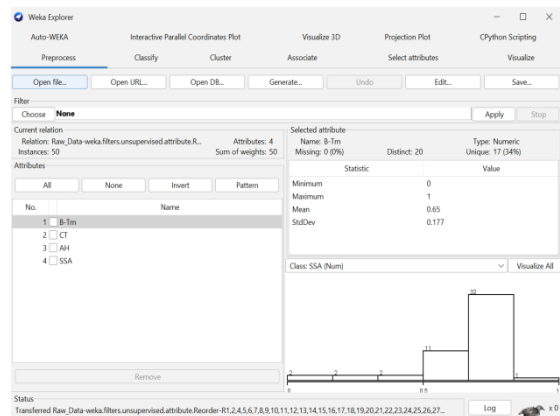 Weka Explorer
Auto-WEKA Interactive Parallel Coordinates Plot Visualize 3D Projection Plot CPython Scripting
Preprocess Classify Cluster Associate Select attributes Visualize
Open file... Open URL... Open DB... Generate... Undo Edit... Save...
Filter
Choose None Apply Stop
Current relation
Relation: Raw_Data-weka.filters.unsupervised.attribute.R... Attributes: 4
Instances: 50 Sum of weights: 50
Attributes
All None Invert Pattern
No. Name
1 B-Tm
2 CT
3 AH
4 SSA
Remove
Selected attribute
Name: B-Tm Type: Numeric
Missing: 0 (0%) Distinct: 20 Unique: 17 (34%)
Statistic Value
Minimum 0
Maximum 1
Mean 0.65
StdDev 0.177
Class: SSA (Num) Visualize All
2 2 2 11 32 1
0 0.5 1
Status
Transferred Raw_Data-weka.filters.unsupervised.attribute.Reorder-R1,2,4,5,6,7,8,9,10,11,12,13,14,15,16,17,18,19,20,21,22,23,24,25,26,27... Log x 0